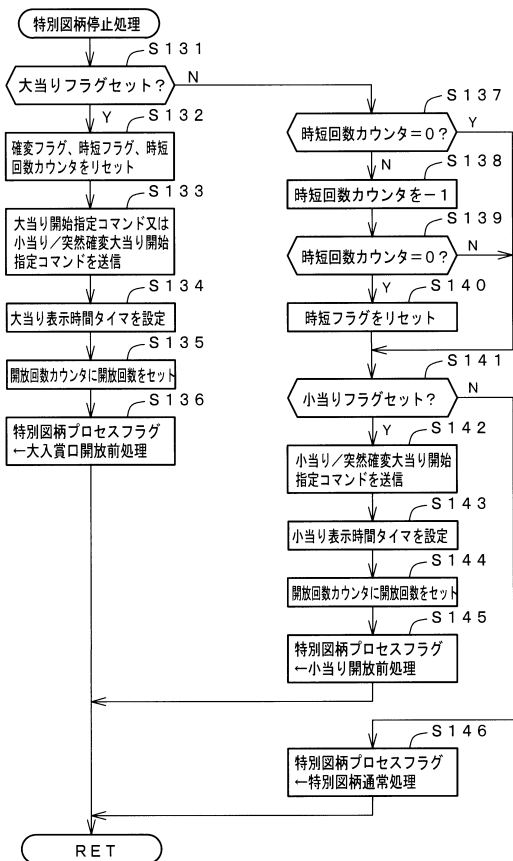 特別図柄停止処理
S131
大当りフラグセット?
N
Y
S132
確変フラグ、時短フラグ、時短
回数カウンタをリセット
S133
大当り開始指定コマンド又は
小当り/突然確変大当り開始
指定コマンドを送信
S134
大当り表示時間タイマを設定
S135
開放回数カウンタに開放回数をセット
S136
特別図柄プロセスフラグ
←大入賞口開放前処理
S137
時短回数カウンタ=0?
Y
N
S138
時短回数カウンタを-1
S139
時短回数カウンタ=0?
N
Y
S140
時短フラグをリセット
S141
小当りフラグセット?
N
Y
S142
小当り/突然確変大当り開始
指定コマンドを送信
S143
小当り表示時間タイマを設定
S144
開放回数カウンタに開放回数をセット
S145
特別図柄プロセスフラグ
←小当り開放前処理
S146
特別図柄プロセスフラグ
←特別図柄通常処理
RET